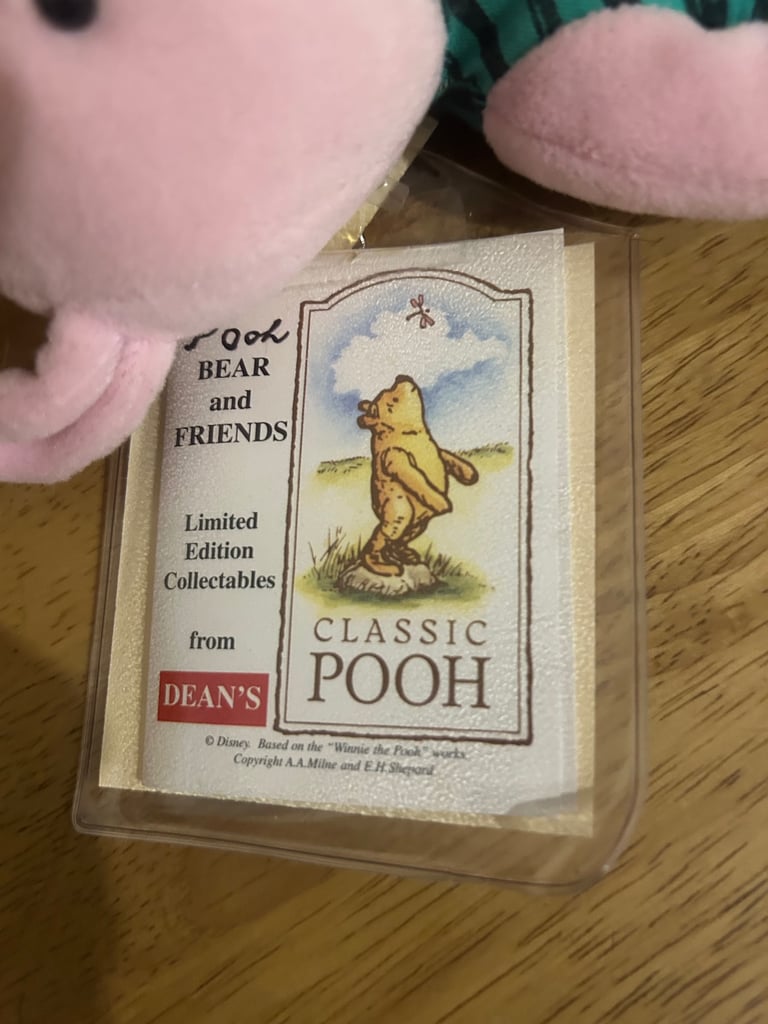 Pooh
BEAR
and
FRIENDS
Limited
Edition
Collectables
from
DEAN'S
CLASSIC
POOH
© Disney. Based on the "Winnie the Pooh" works.
Copyright A.A.Milne and E.H.Shepard.